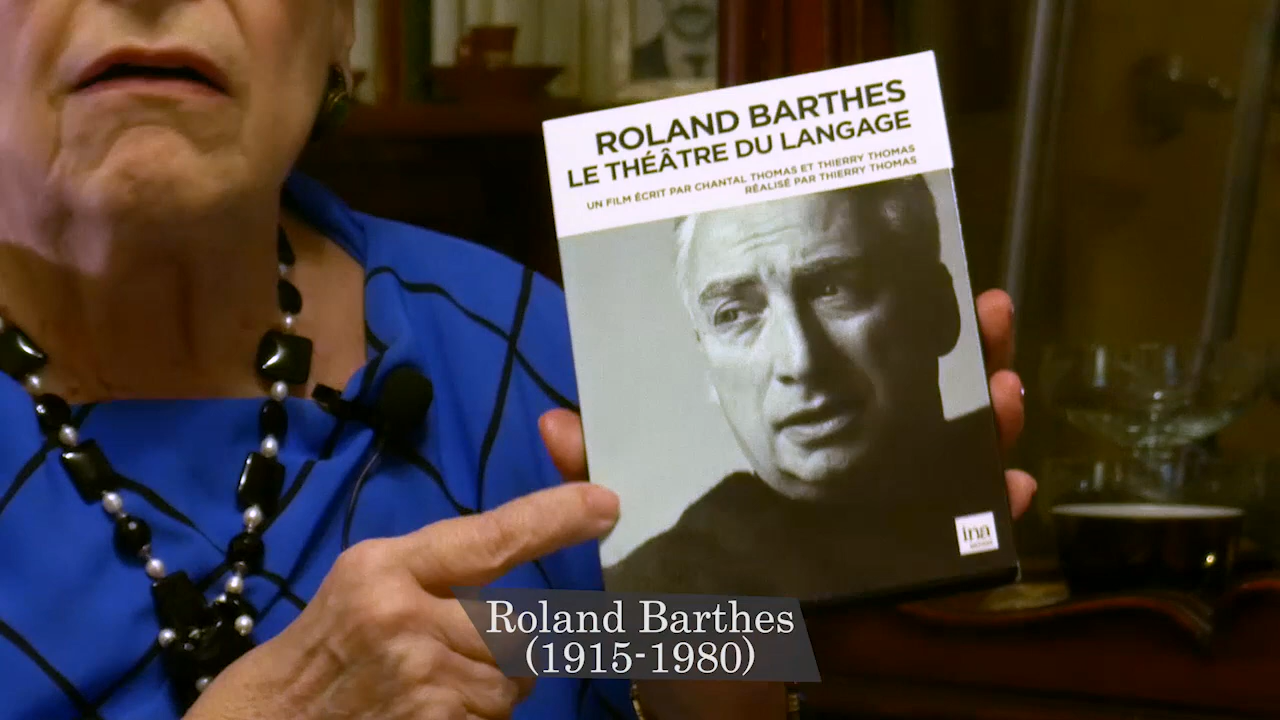 ROLAND BARTHES
LE THÉÂTRE DU LANGAGE
UN FILM ÉCRIT PAR CHANTAL THOMAS ET THIERRY THOMAS
RÉALISÉ PAR THIERRY THOMAS
ina
Roland Barthes
(1915-1980)